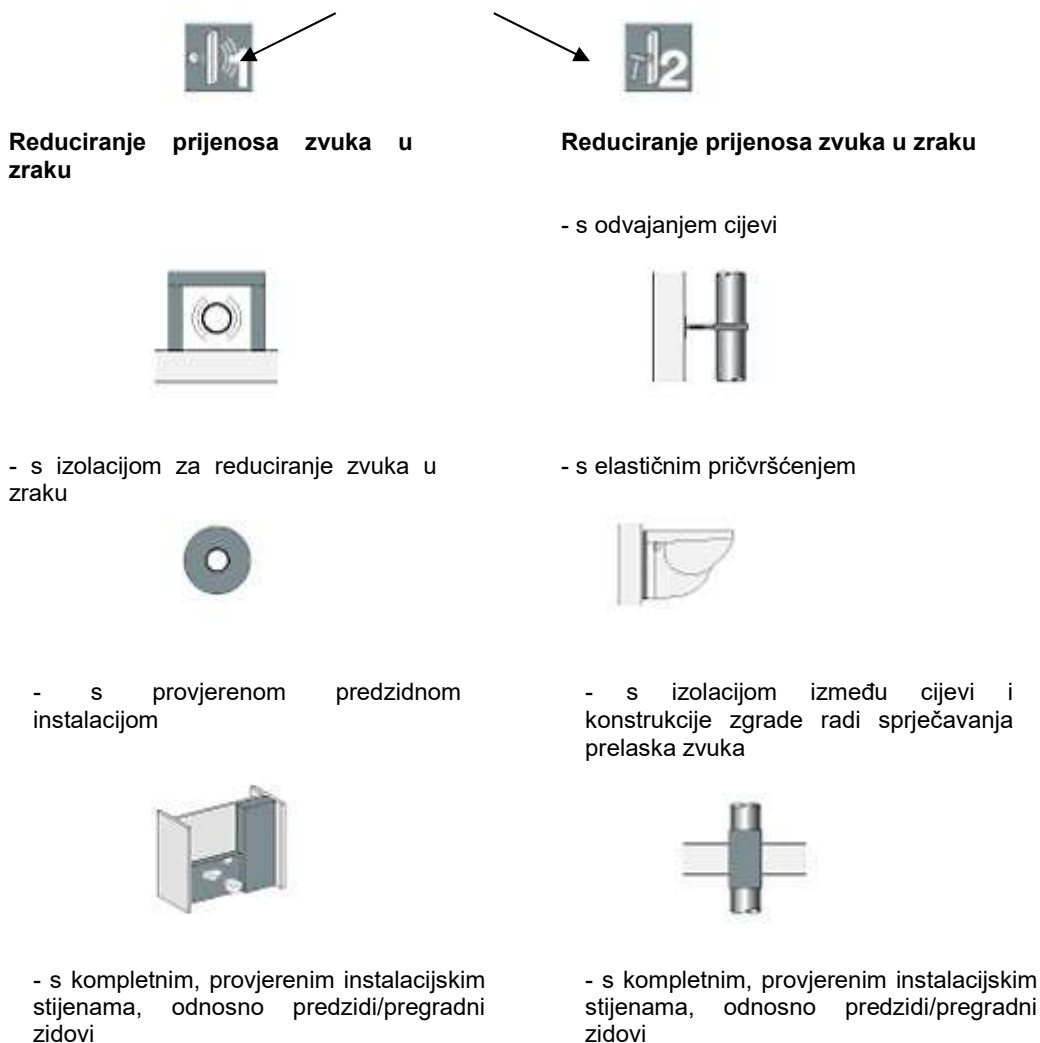 1
2
Reduciranje prijenosa zvuka u
zraku
Reduciranje prijenosa zvuka u zraku
- s odvajanjem cijevi
- s izolacijom za reduciranje zvuka u
zraku
- s elastičnim pričvršćenjem
- s provjerenom predzidnom
instalacijom
- s izolacijom između cijevi i
konstrukcije zgrade radi sprječavanja
prelaska zvuka
- s kompletnim, provjerenim instalacijskim
stijenama, odnosno predzidi/pregradni
zidovi
- s kompletnim, provjerenim instalacijskim
stijenama, odnosno predzidi/pregradni
zidovi